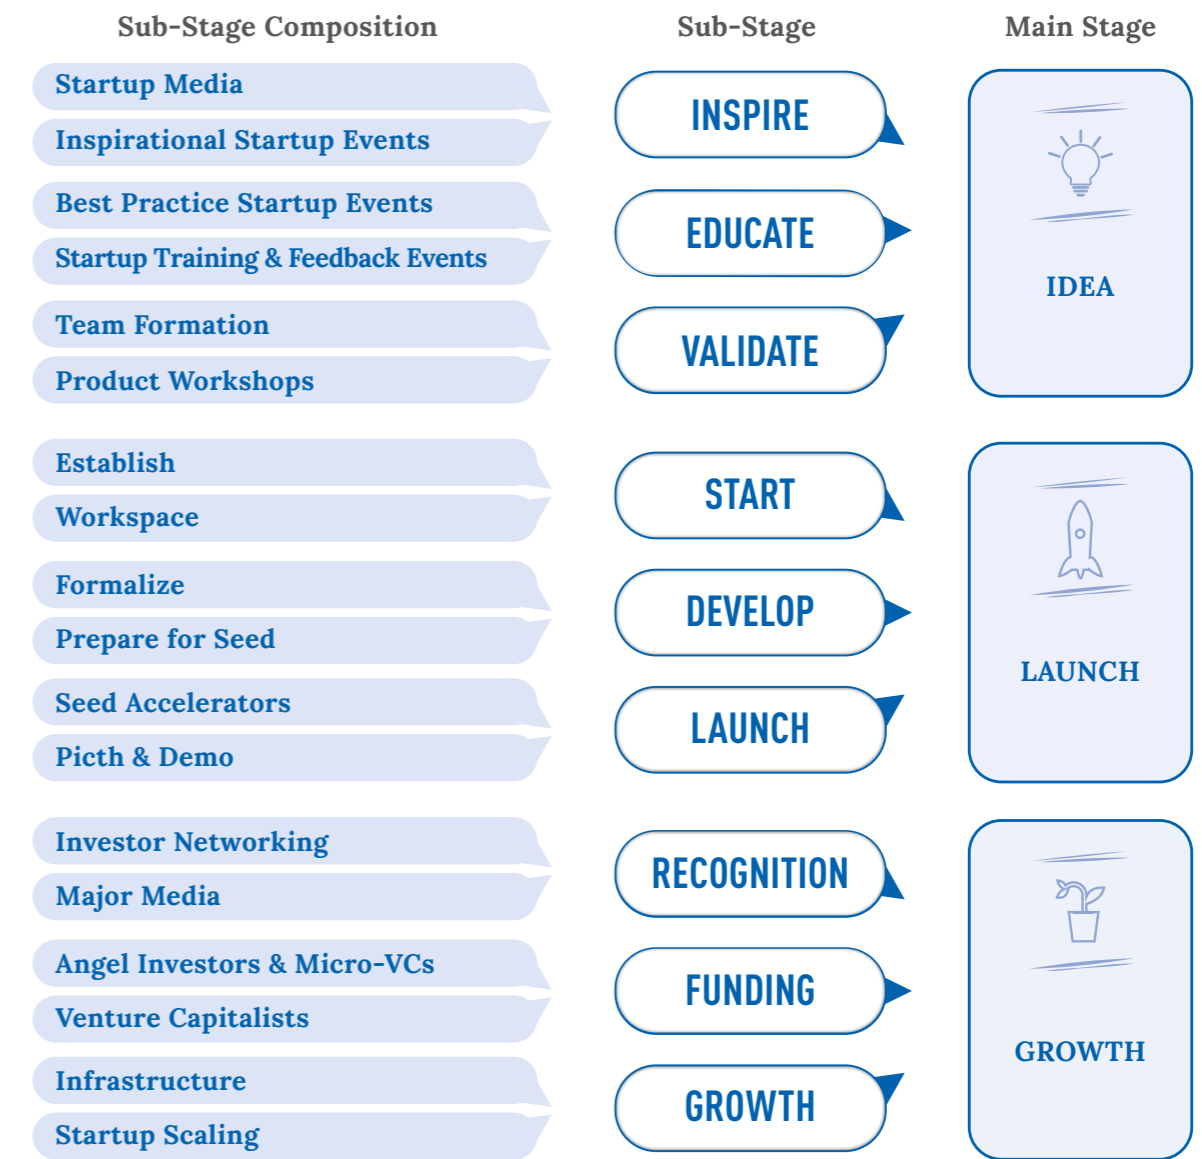 Sub-Stage Composition
Sub-Stage
Main Stage
Startup Media
Inspirational Startup Events
INSPIRE
Best Practice Startup Events
Startup Training & Feedback Events
EDUCATE
Team Formation
Product Workshops
VALIDATE
IDEA
Establish
Workspace
START
Formalize
Prepare for Seed
DEVELOP
Seed Accelerators
Picth & Demo
LAUNCH
LAUNCH
Investor Networking
Major Media
RECOGNITION
Angel Investors & Micro-VCs
Venture Capitalists
FUNDING
Infrastructure
Startup Scaling
GROWTH
GROWTH